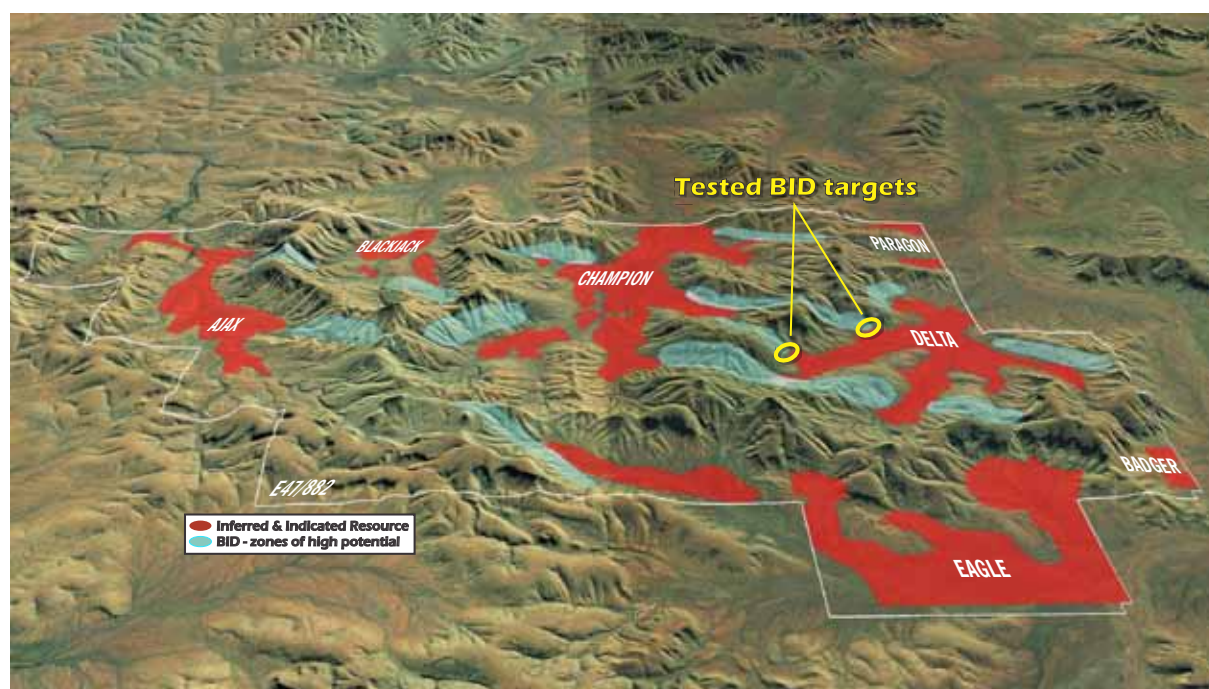 Tested BID targets
BLACKJACK
PARAGON
CHAMPION
AJAX
DELTA
BADGER
E47/882
Inferred & Indicated Resource
BID - zones of high potential
EAGLE